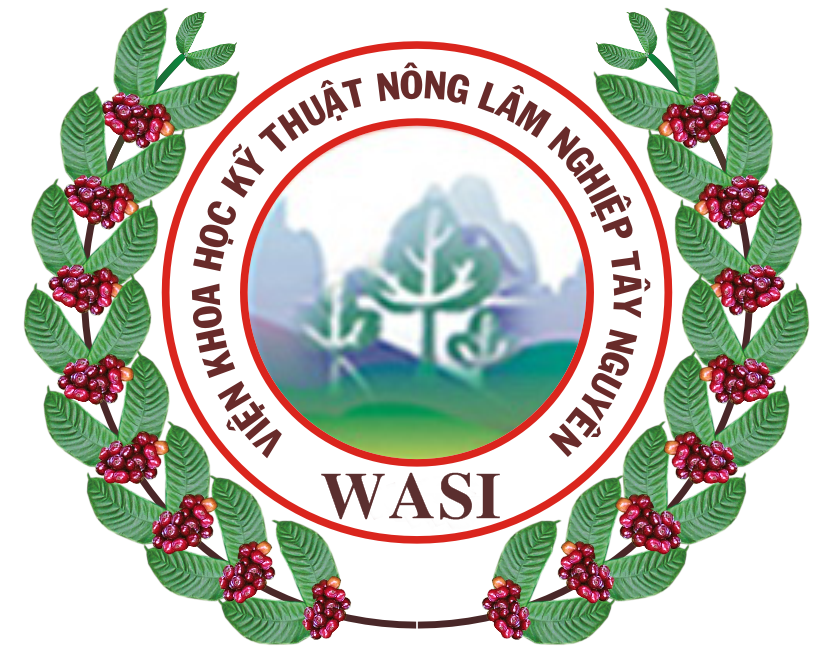 VIỆN KHOA HỌC KỸ THUẬT NÔNG LÂM NGHIỆP TÂY NGUYÊN
WASI